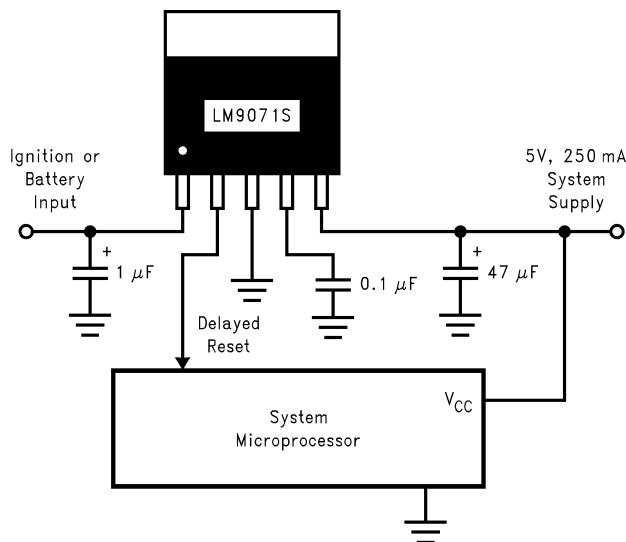 LM9071S
Ignition or
Battery
Input
5V, 250 mA
System
Supply
+
1 µF
0.1 µF
+
47 µF
Delayed
Reset
VCC
System
Microprocessor